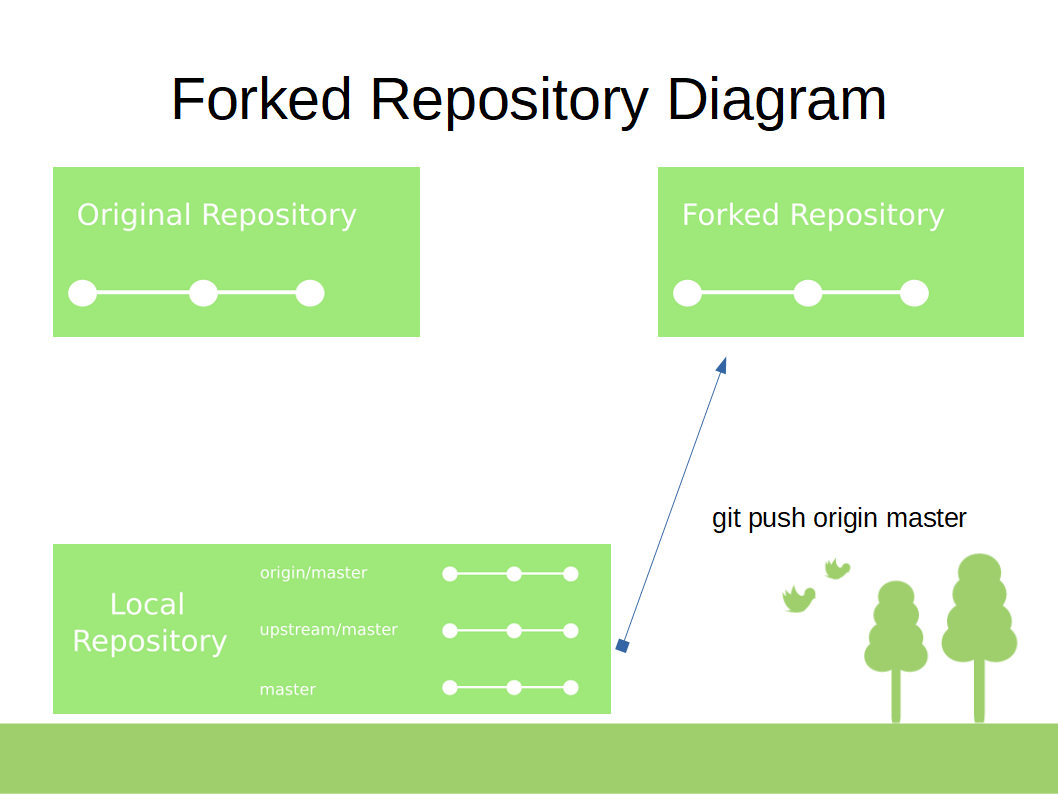 Forked Repository Diagram
Original Repository
Forked Repository
git push origin master
Local
Repository
origin/master
upstream/master
master